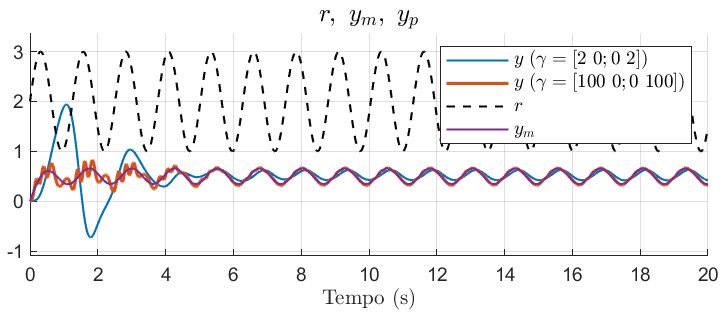 r, y_m, y_p
y (γ = [2 0; 0 2])
y (γ = [100 0; 0 100])
r
y_m
3
2
1
0
-1
0 2 4 6 8 10 12 14 16 18 20
Tempo (s)